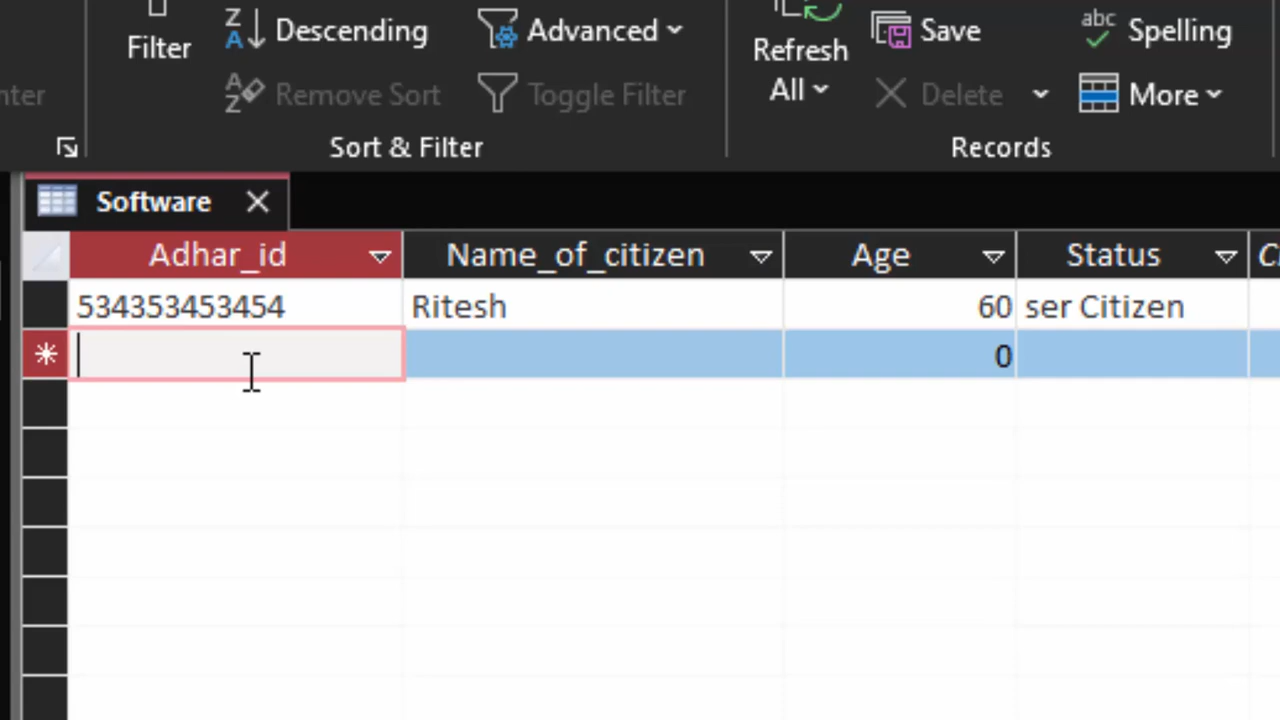 Filter
Descending
Advanced
Refresh
All
Save
abc
Spelling
nter
Remove Sort
Toggle Filter
Delete
More
Sort & Filter
Records
Software
Adhar_id
Name_of_citizen
Age
Status
534353453454
Ritesh
60
ser Citizen
0